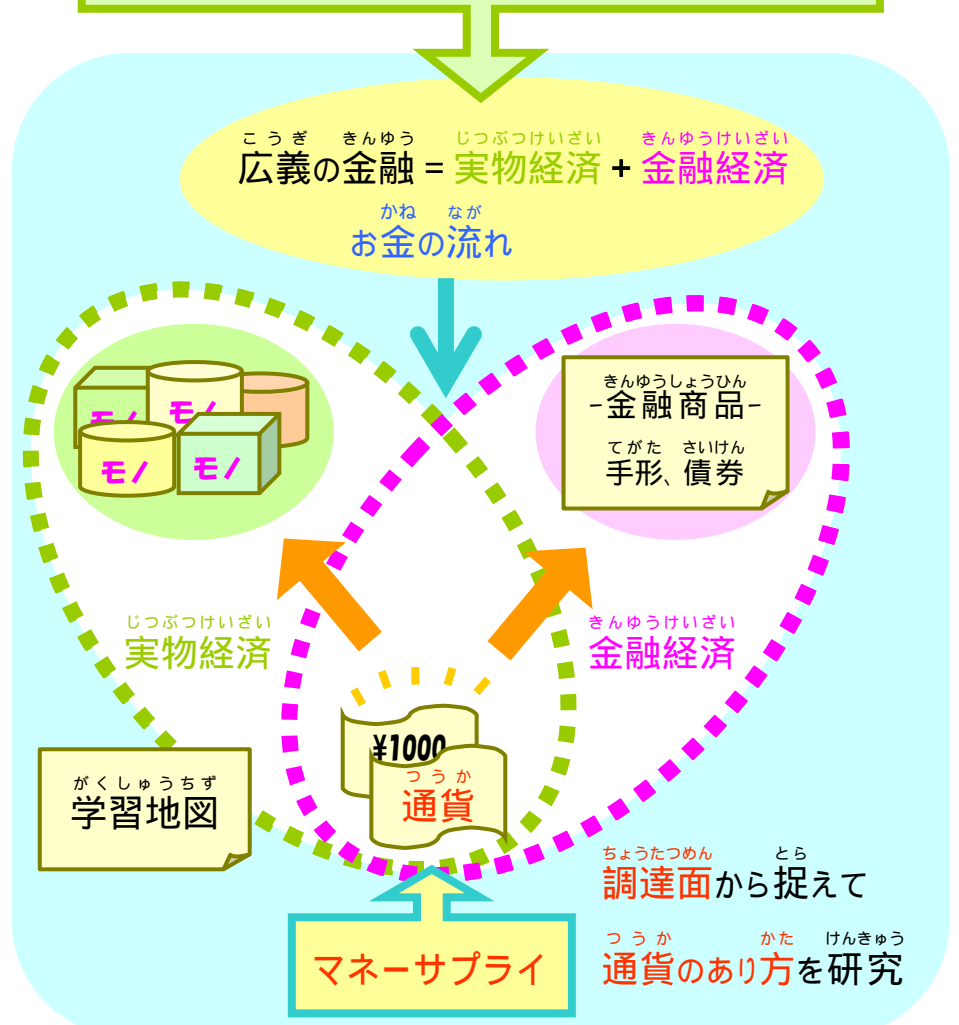 こうぎ きんゆう じつぶつけいざい きんゆうけいざい
広義の金融 = 実物経済 + 金融経済
かね なが
お金の流れ
モノ
モノ
モノ
モノ
きんゆうしょうひん
-金融商品-
てがた さいけん
手形、債券
じつぶつけいざい
実物経済
きんゆうけいざい
金融経済
¥1000
つうか
通貨
がくしゅうちず
学習地図
ちょうたつめん とら
調達面から捉えて
つうか かた けんきゅう
通貨のあり方を研究
マネーサプライ